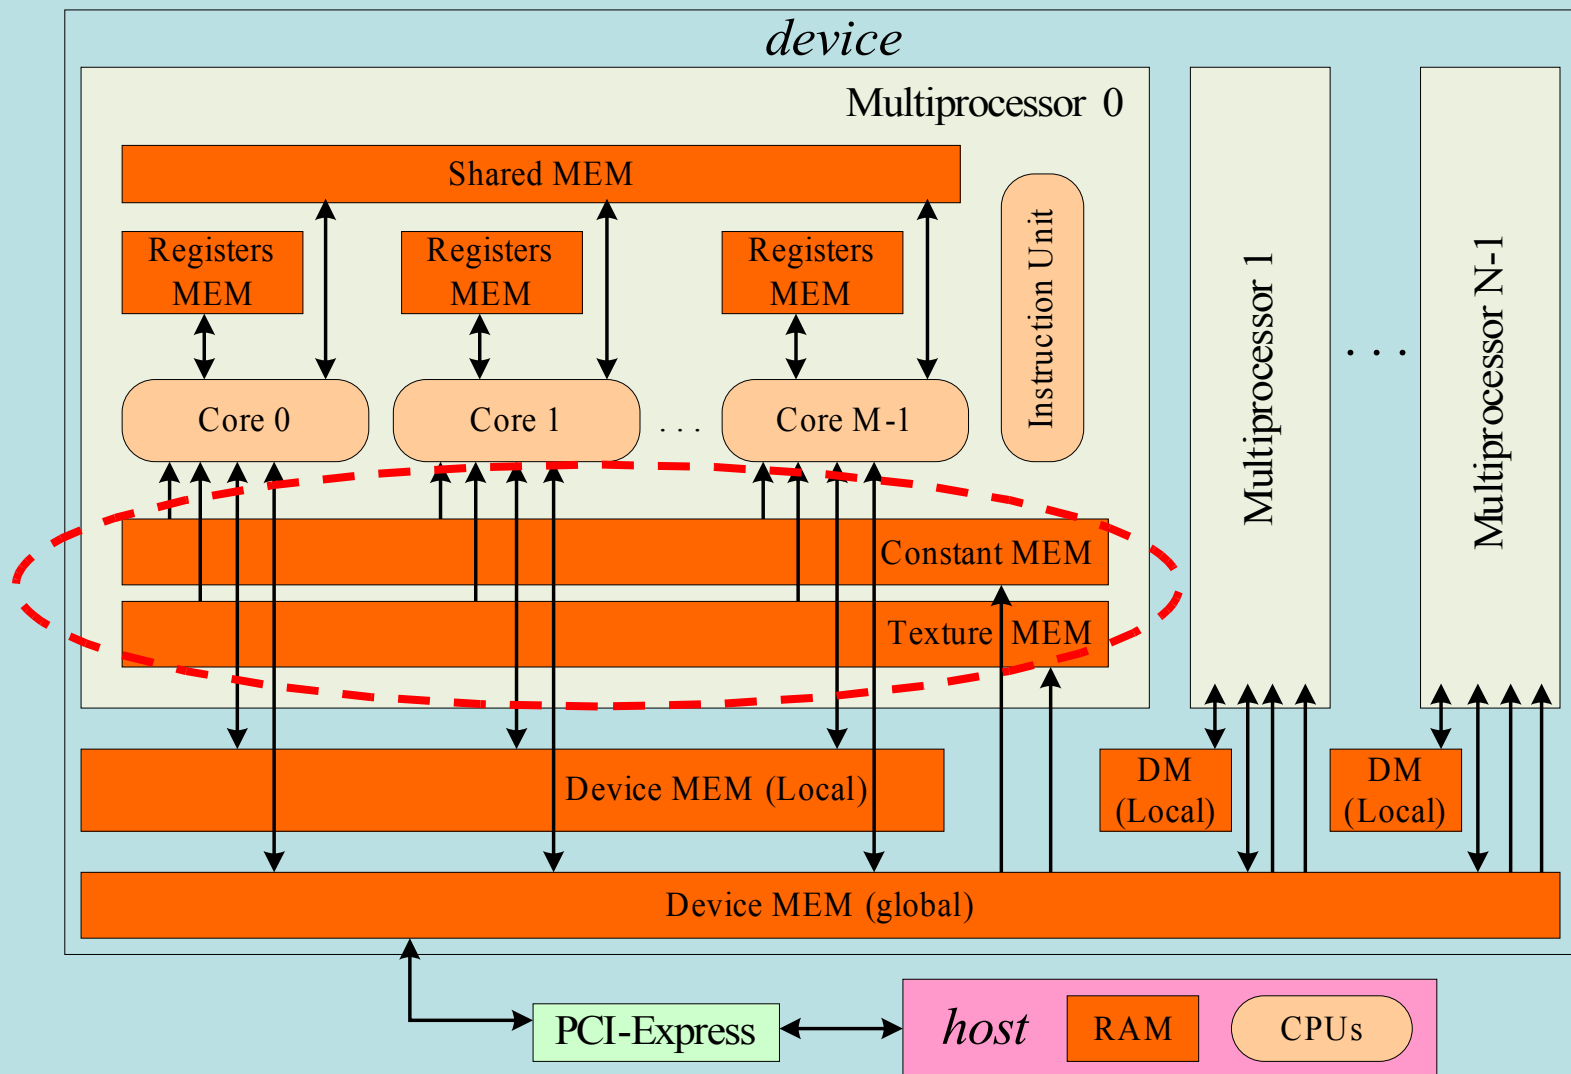 device
Multiprocessor 0
Shared MEM
Registers
MEM
Registers
MEM
Registers
MEM
Instruction Unit
Core 0
Core 1
. . .
Core M-1
Constant MEM
Texture MEM
Multiprocessor 1
. . .
Multiprocessor N-1
Device MEM (Local)
DM
(Local)
DM
(Local)
Device MEM (global)
PCI-Express
host
RAM
CPUs